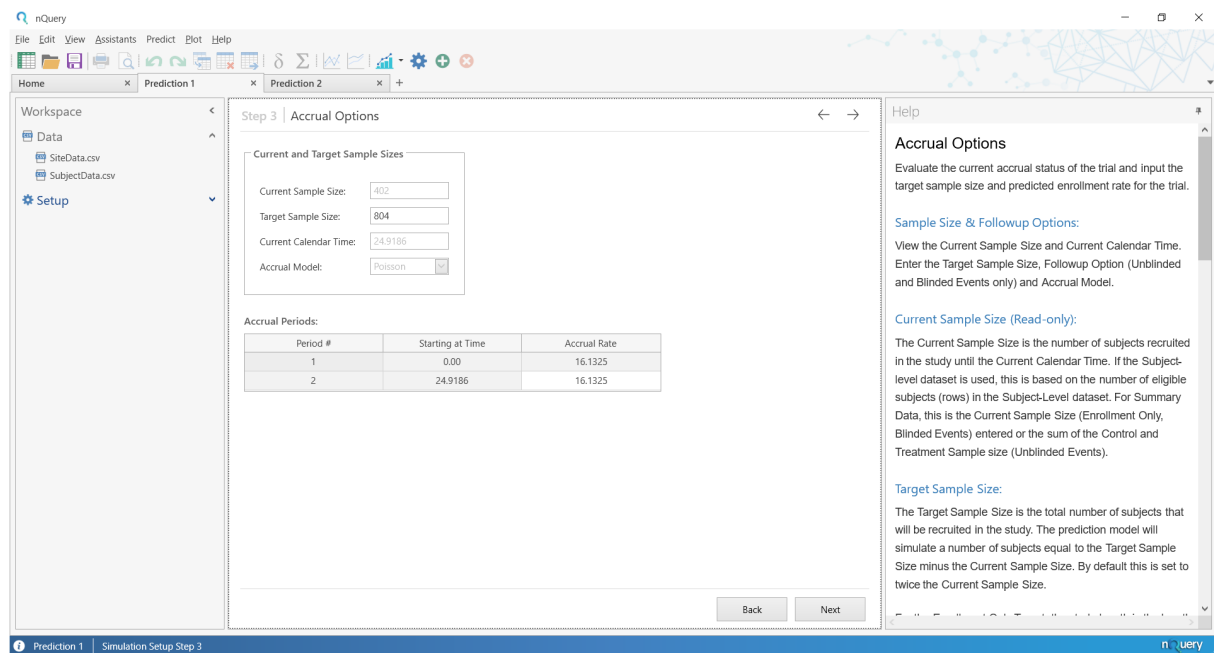 nQuery
File Edit View Assistants Predict Plot Help
Home Prediction 1 Prediction 2
Workspace
Data
SiteData.csv
SubjectData.csv
Setup
Step 3 | Accrual Options
Current and Target Sample Sizes
Current Sample Size: 402
Target Sample Size: 804
Current Calendar Time: 24.9186
Accrual Model: Poisson
Accrual Periods:
Period # Starting at Time Accrual Rate
1 0.00 16.1325
2 24.9186 16.1325
Back Next
Help
Accrual Options
Evaluate the current accrual status of the trial and input the
target sample size and predicted enrollment rate for the trial.
Sample Size & Followup Options:
View the Current Sample Size and Current Calendar Time.
Enter the Target Sample Size, Followup Option (Unblinded
and Blinded Events only) and Accrual Model.
Current Sample Size (Read-only):
The Current Sample Size is the number of subjects recruited
in the study until the Current Calendar Time. If the Subject-
level dataset is used, this is based on the number of eligible
subjects (rows) in the Subject-Level dataset. For Summary
Data, this is the Current Sample Size (Enrollment Only,
Blinded Events) entered or the sum of the Control and
Treatment Sample size (Unblinded Events).
Target Sample Size:
The Target Sample Size is the total number of subjects that
will be recruited in the study. The prediction model will
simulate a number of subjects equal to the Target Sample
Size minus the Current Sample Size. By default this is set to
twice the Current Sample Size.
Prediction 1 | Simulation Setup Step 3
nQuery